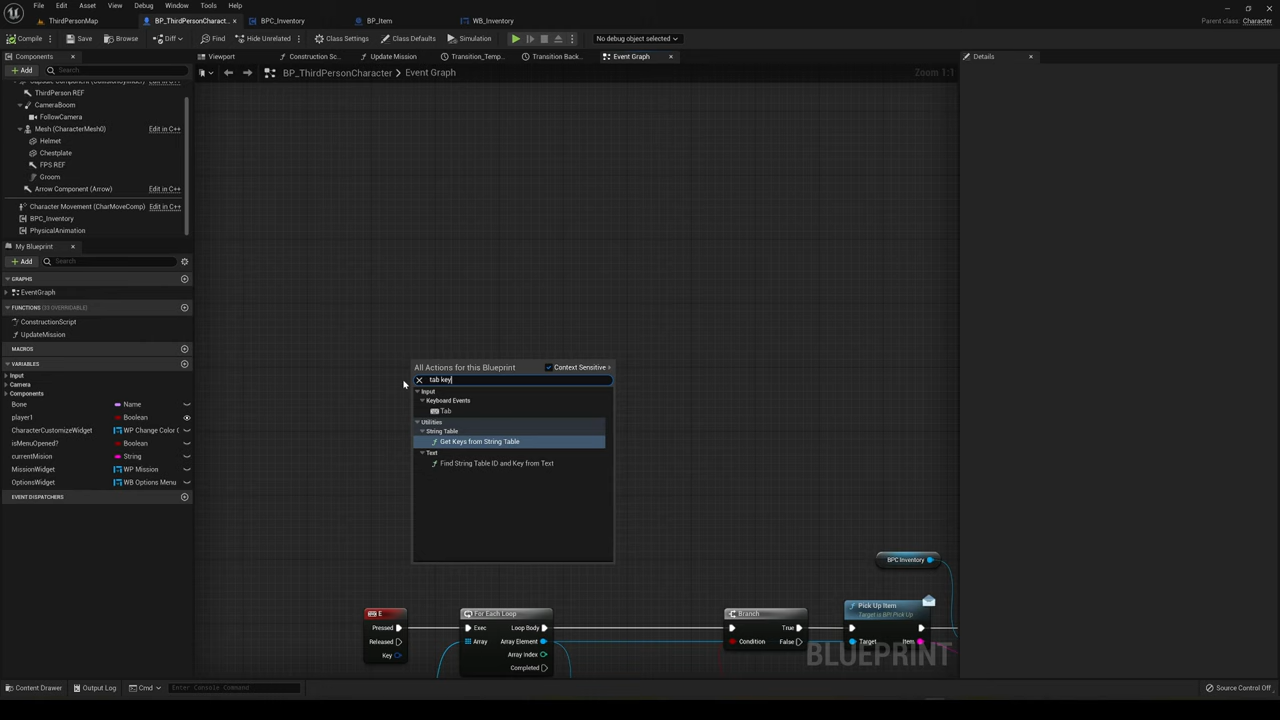 File Edit Asset View Debug Window Tools Help
Parent class: Character
ThirdPersonMap BP_ThirdPersonCharact... BPC_Inventory BP_Item WB_Inventory
Compile Save Browse Diff Find Hide Unrelated Class Settings Class Defaults Simulation No debug object selected
Components Viewport Construction Sc... Update Mission Transition_Temp... Transition Back... Event Graph Details
+ Add Search BP_ThirdPersonCharacter > Event Graph Zoom 1:1
ThirdPerson REF
CameraBoom
FollowCamera
Mesh (CharacterMesh0) Edit in C++
Helmet
Chestplate
FPS REF
Groom
Arrow Component (Arrow) Edit in C++
Character Movement (CharMoveComp) Edit in C++
BPC_Inventory
PhysicalAnimation
My Blueprint
+ Add Search
GRAPHS
EventGraph
FUNCTIONS (33 OVERRIDABLE)
ConstructionScript
UpdateMission
MACROS
VARIABLES
Input
Camera
Components
Bone Name
player1 Boolean
CharacterCustomizeWidget WP Change Color (
isMenuOpened? Boolean
currentMision String
MissionWidget WP Mission
OptionsWidget WB Options Menu
EVENT DISPATCHERS
All Actions for this Blueprint Context Sensitive
tab key
Input
Keyboard Events
Tab
Utilities
String Table
Get Keys from String Table
Text
Find String Table ID and Key from Text
BPC Inventory
E
Pressed
Released
Key
For Each Loop
Exec Loop Body
Array Array Element
Array Index
Completed
Branch
True
Condition False
Pick Up Item
Target is BPI Pick Up
Target Item
BLUEPRINT
Content Drawer Output Log Cmd Enter Console Command Source Control Off